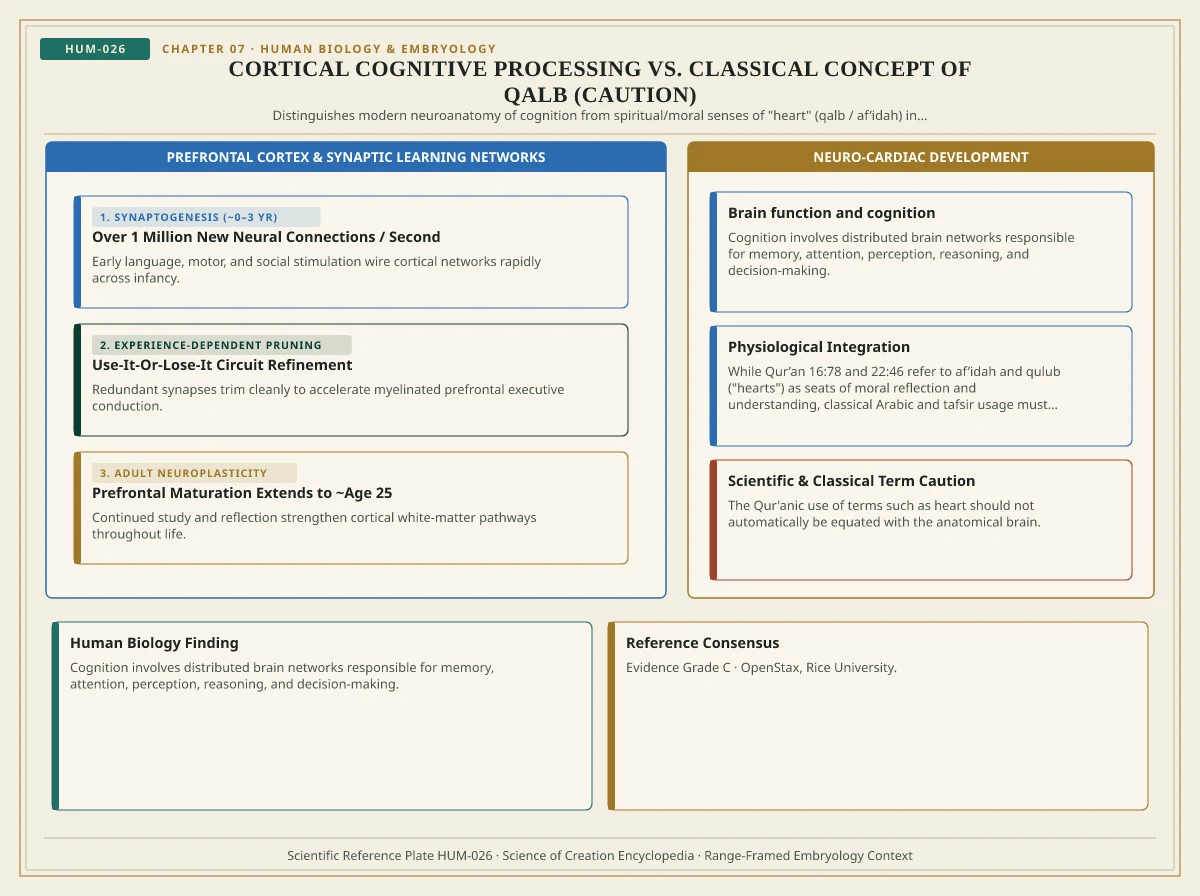 HUM-026
CHAPTER 07 · HUMAN BIOLOGY & EMBRYOLOGY
CORTICAL COGNITIVE PROCESSING VS. CLASSICAL CONCEPT OF
QALB (CAUTION)
Distinguishes modern neuroanatomy of cognition from spiritual/moral senses of "heart" (qalb / af’idah) in…
PREFRONTAL CORTEX & SYNAPTIC LEARNING NETWORKS
1. SYNAPTOGENESIS (~0–3 YR)
Over 1 Million New Neural Connections / Second
Early language, motor, and social stimulation wire cortical networks rapidly
across infancy.
2. EXPERIENCE-DEPENDENT PRUNING
Use-It-Or-Lose-It Circuit Refinement
Redundant synapses trim cleanly to accelerate myelinated prefrontal executive
conduction.
3. ADULT NEUROPLASTICITY
Prefrontal Maturation Extends to ~Age 25
Continued study and reflection strengthen cortical white-matter pathways
throughout life.
NEURO-CARDIAC DEVELOPMENT
Brain function and cognition
Cognition involves distributed brain networks responsible
for memory, attention, perception, reasoning, and
decision-making.
Physiological Integration
While Qur’an 16:78 and 22:46 refer to af’idah and qulub
("hearts") as seats of moral reflection and
understanding, classical Arabic and tafsir usage must…
Scientific & Classical Term Caution
The Qur'anic use of terms such as heart should not
automatically be equated with the anatomical brain.
Human Biology Finding
Cognition involves distributed brain networks responsible for memory,
attention, perception, reasoning, and decision-making.
Reference Consensus
Evidence Grade C · OpenStax, Rice University.
Scientific Reference Plate HUM-026 · Science of Creation Encyclopedia · Range-Framed Embryology Context